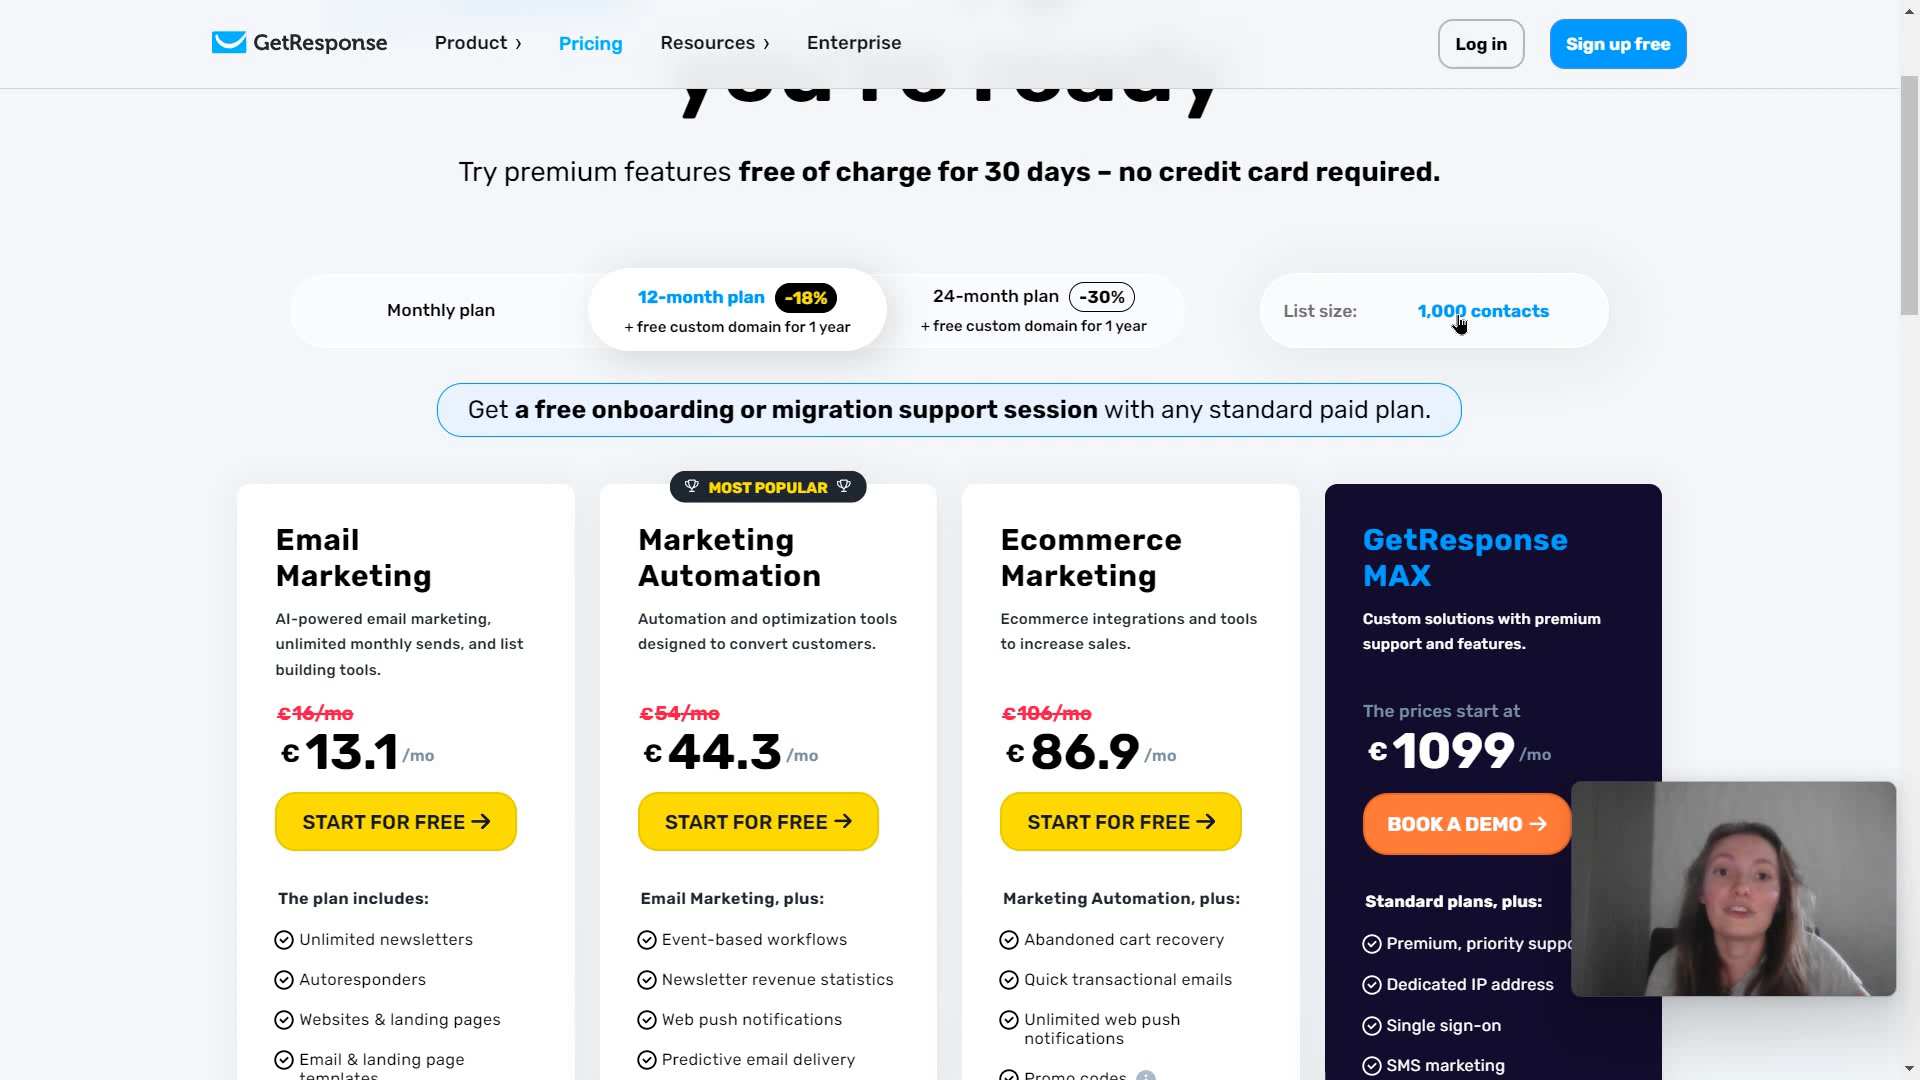 GetResponse
Product ›
Pricing
Resources ›
Enterprise
Log in
Sign up free
you're ready
Try premium features free of charge for 30 days – no credit card required.
Monthly plan
12-month plan -18%
+ free custom domain for 1 year
24-month plan -30%
+ free custom domain for 1 year
List size: 1,000 contacts
Get a free onboarding or migration support session with any standard paid plan.
Email
Marketing
AI-powered email marketing,
unlimited monthly sends, and list
building tools.
€16/mo
€13.1/mo
START FOR FREE →
The plan includes:
Unlimited newsletters
Autoresponders
Websites & landing pages
Email & landing page
templates
MOST POPULAR
Marketing
Automation
Automation and optimization tools
designed to convert customers.
€54/mo
€44.3/mo
START FOR FREE →
Email Marketing, plus:
Event-based workflows
Newsletter revenue statistics
Web push notifications
Predictive email delivery
Ecommerce
Marketing
Ecommerce integrations and tools
to increase sales.
€106/mo
€86.9/mo
START FOR FREE →
Marketing Automation, plus:
Abandoned cart recovery
Quick transactional emails
Unlimited web push
notifications
Promo codes
GetResponse
MAX
Custom solutions with premium
support and features.
The prices start at
€1099/mo
BOOK A DEMO →
Standard plans, plus:
Premium, priority suppo
Dedicated IP address
Single sign-on
SMS marketing